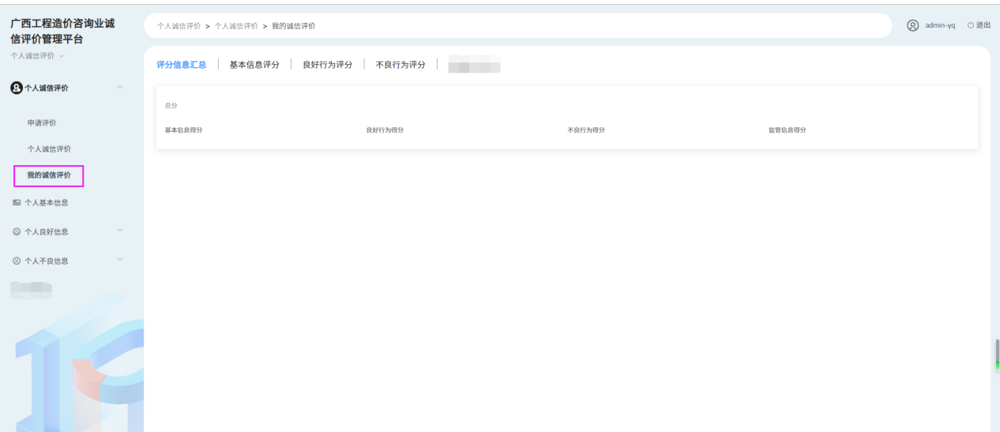 广西工程造价咨询业诚
信评价管理平台
个人诚信评价
个人诚信评价 > 个人诚信评价 > 我的诚信评价
admin-yq 退出
个人诚信评价
申请评价
个人诚信评价
我的诚信评价
个人基本信息
个人良好信息
个人不良信息
评分信息汇总 基本信息评分 良好行为评分 不良行为评分
总分
基本信息得分 良好行为得分 不良行为得分 监管信息得分